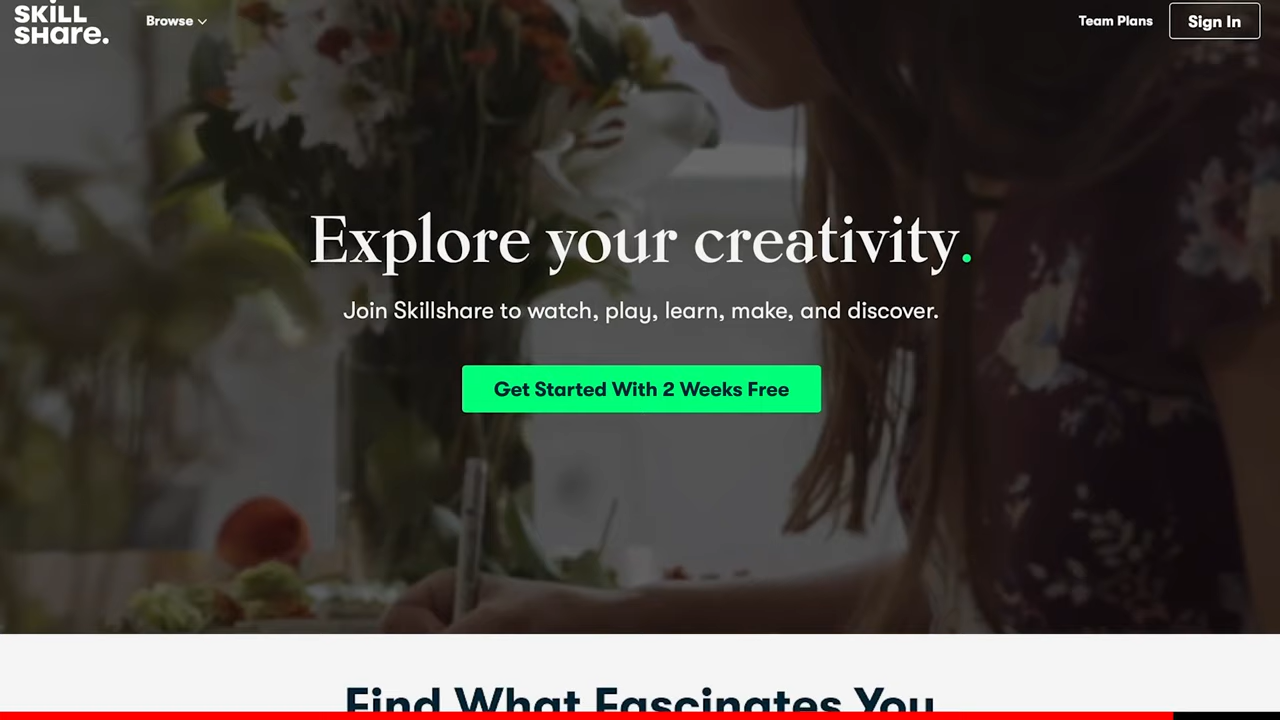 SKiLL
SHare.
Browse
Team Plans
Sign In
Explore your creativity.
Join Skillshare to watch, play, learn, make, and discover.
Get Started With 2 Weeks Free
Find What Fascinates You